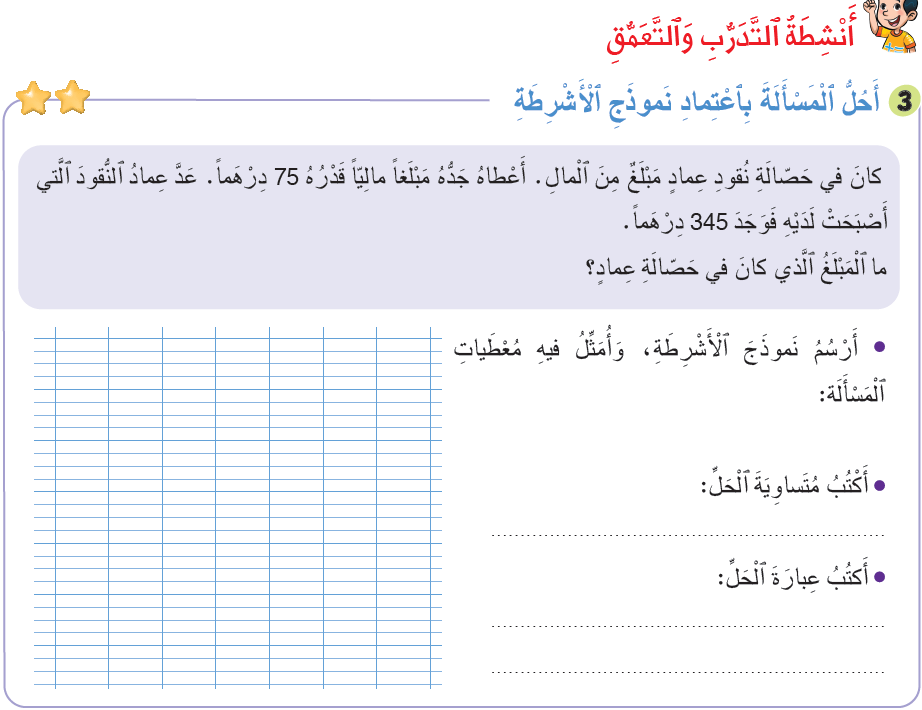 أَنْشِطَةُ ٱلتَّدَرُّبِ وَٱلتَّعَمُّقِ
3 أَحُلُّ ٱلْمَسْأَلَةَ بِٱعْتِمادِ نَموذَجِ ٱلْأَشْرِطَةِ
كانَ في حَصّالَةِ نُقودِ عِمادٍ مَبْلَغٌ مِنَ ٱلْمالِ. أَعْطاهُ جَدُّهُ مَبْلَغاً مالِيّاً قَدْرُهُ 75 دِرْهَماً. عَدَّ عِمادُ ٱلنُّقودَ ٱلَّتي
أَصْبَحَتْ لَدَيْهِ فَوَجَدَ 345 دِرْهَماً.
ما ٱلْمَبْلَغُ ٱلَّذي كانَ في حَصّالَةِ عِمادٍ؟
• أَرْسُمُ نَموذَجَ ٱلْأَشْرِطَةِ، وَأُمَثِّلُ فيهِ مُعْطَياتِ
ٱلْمَسْأَلَة:
• أَكْتُبُ مُتَساوِيَةَ ٱلْحَلِّ:
• أَكتُبُ عِبارَةَ ٱلْحَلِّ: